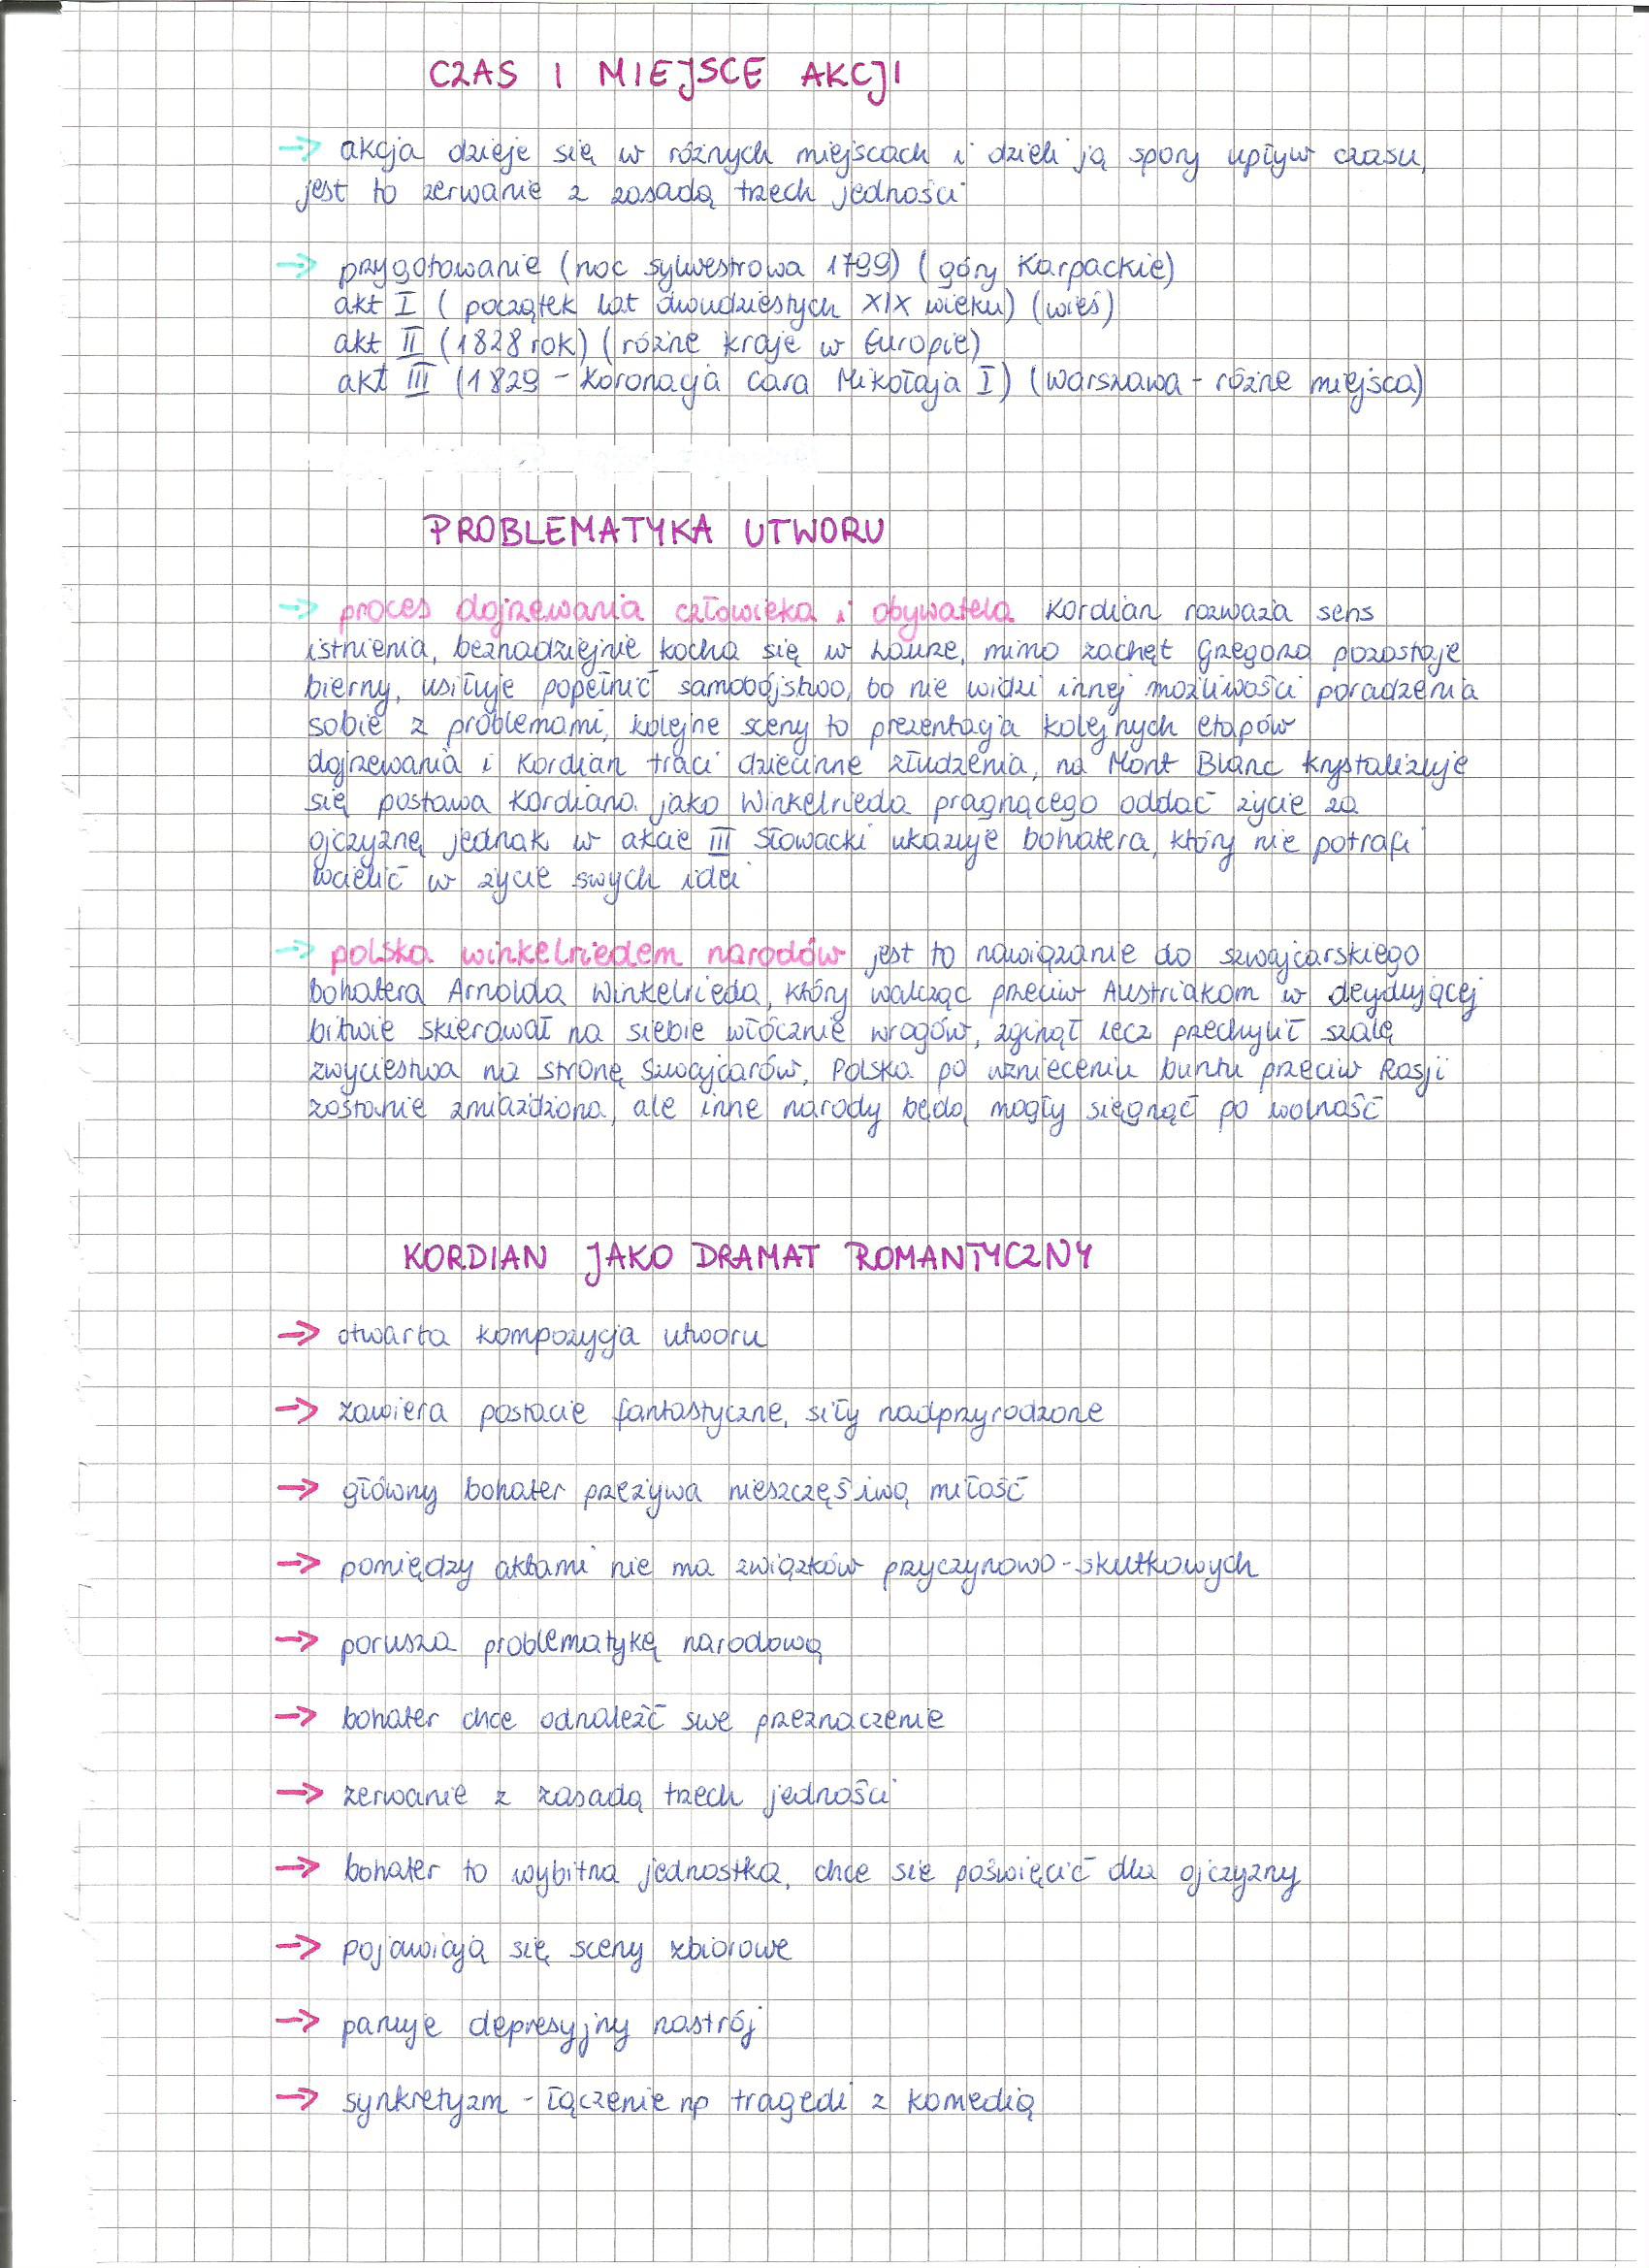 CZAS I MIEJSCE AKCJI
→ akcja dzieje się w różnych miejscach i dzieli ją spory upływ czasu,
jest to zerwanie z zasadą trzech jedności
→ przygotowanie (noc sylwestrowa 1799) (góry Karpackie)
akt I (początek lat dwudziestych XIX wieku) (wieś)
akt II (1828 rok) (różne kraje w Europie)
akt III (1829 - Koronacja cara Mikołaja I) (Warszawa - różne miejsca)
PROBLEMATYKA UTWORU
→ proces dojrzewania człowieka i obywatela Kordian rozważa sens
istnienia, beznadziejnie kocha się w Laurze, mimo zachęt Grzegorza pozostaje
bierny, usiłuje popełnić samobójstwo, bo nie widzi innej możliwości poradzenia
sobie z problemami, kolejne sceny to prezentacja kolejnych etapów
dojrzewania i Kordian traci dziecinne złudzenia, na Mont Blanc krystalizuje
się postawa Kordiana jako Winkelrieda pragnącego oddać życie za
ojczyznę jednak w akcie III Słowacki ukazuje bohatera, który nie potrafi
wcielić w życie swych idei
→ polska winkelriedem narodów jest to nawiązanie do szwajcarskiego
bohatera Arnolda Winkelrieda, który walcząc przeciw Austriakom w decydującej
bitwie skierował na siebie włócznie wrogów, zginął lecz przechylił szalę
zwycięstwa na stronę Szwajcarów, Polska po wznieceniu buntu przeciw Rosji
zostanie zmiażdżona, ale inne narody będą mogły sięgnąć po wolność
KORDIAN JAKO DRAMAT ROMANTYCZNY
→ otwarta kompozycja utworu
→ zawiera postacie fantastyczne, siły nadprzyrodzone
→ główny bohater przeżywa nieszczęśliwą miłość
→ pomiędzy aktami nie ma związków przyczynowo-skutkowych
→ porusza problematykę narodową
→ bohater chce odnaleźć swe przeznaczenie
→ zerwanie z zasadą trzech jedności
→ bohater to wybitna jednostka, chce się poświęcić dla ojczyzny
→ pojawiają się sceny zbiorowe
→ panuje depresyjny nastrój
→ synkretyzm - łączenie np tragedi z komedią